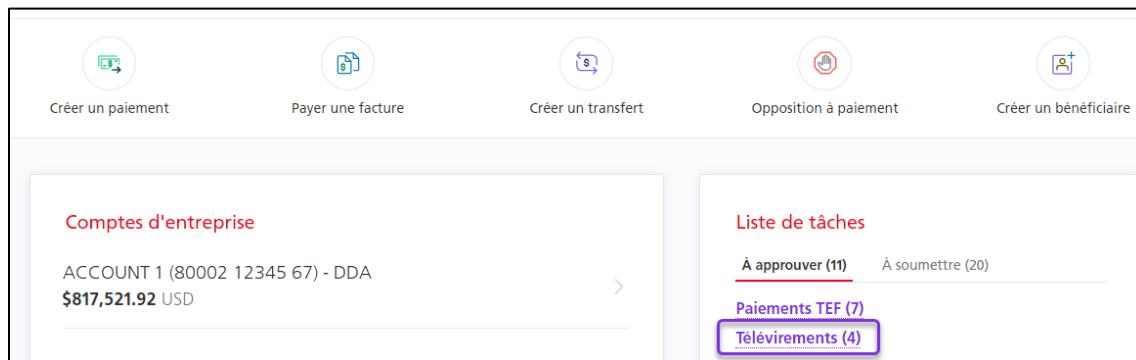 Créer un paiement
Payer une facture
Créer un transfert
Opposition à paiement
Créer un bénéficiaire
Comptes d'entreprise
ACCOUNT 1 (80002 12345 67) - DDA
$817,521.92 USD
Liste de tâches
À approuver (11) À soumettre (20)
Paiements TEF (7)
Télévirements (4)